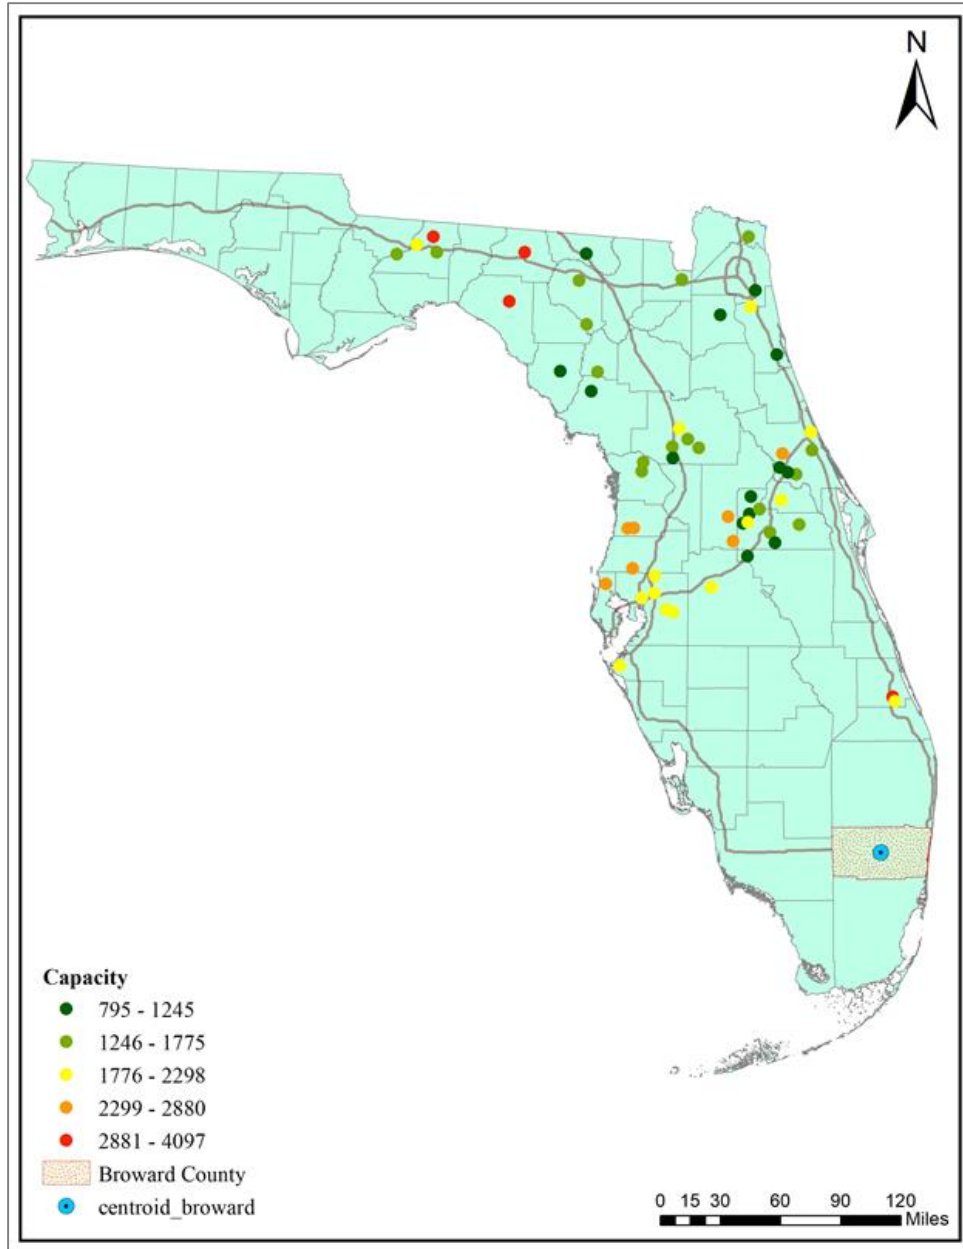 N
Capacity
795 - 1245
1246 - 1775
1776 - 2298
2299 - 2880
2881 - 4097
Broward County
centroid_broward
0 15 30 60 90 120
Miles